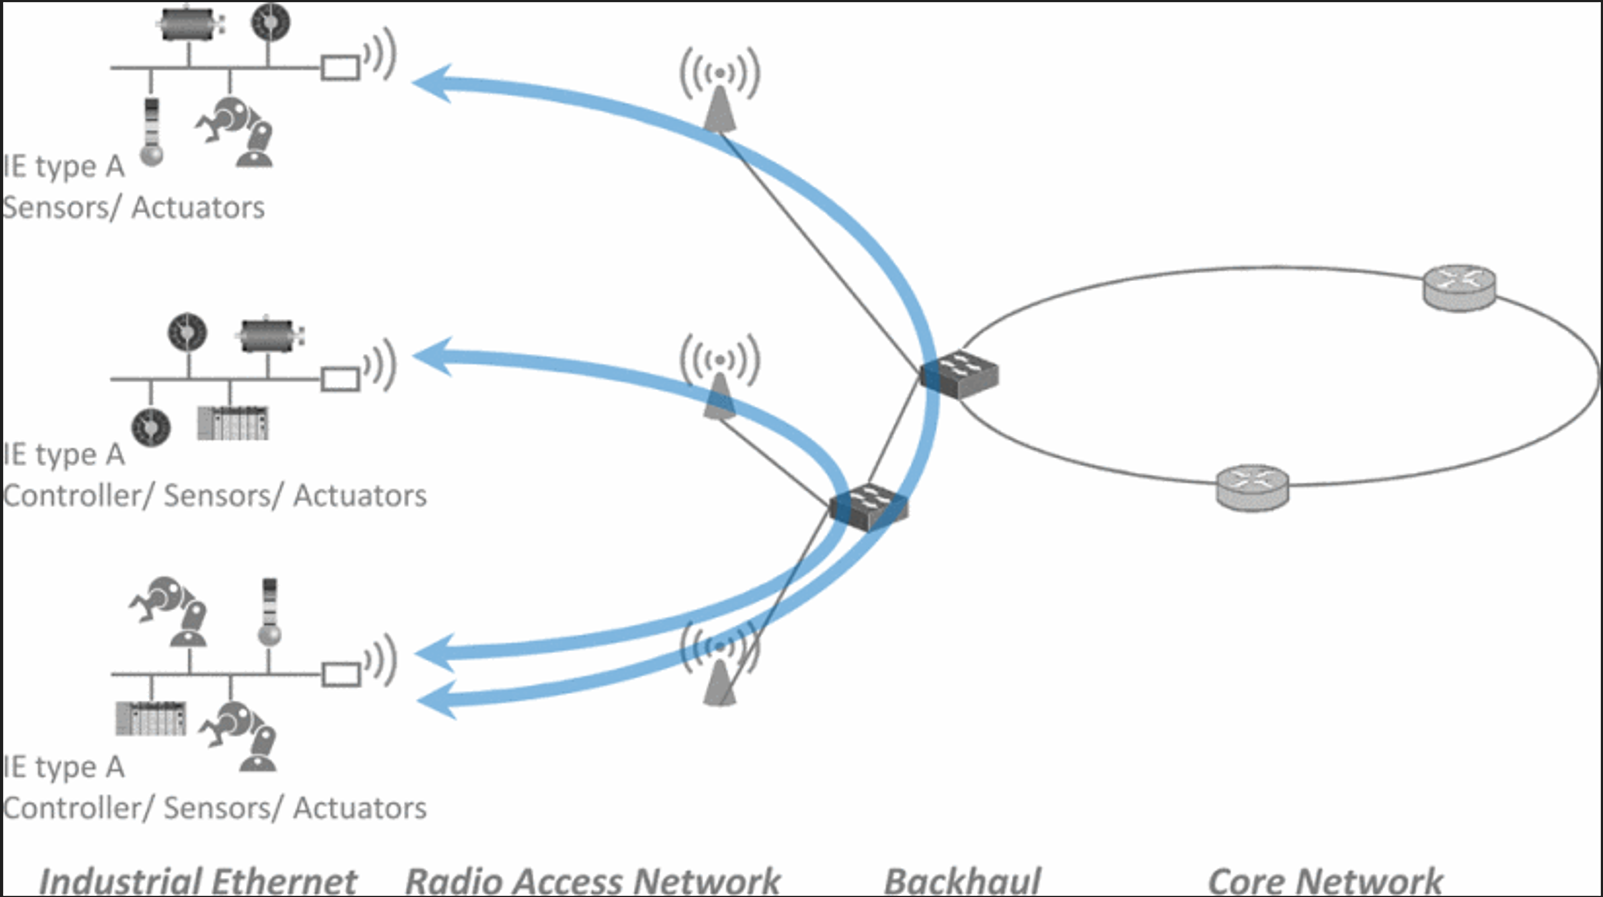 IE type A
Sensors/ Actuators
IE type A
Controller/ Sensors/ Actuators
IE type A
Controller/ Sensors/ Actuators
Industrial Ethernet Radio Access Network Backhaul Core Network